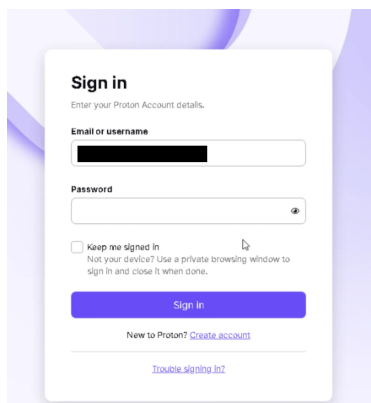 Sign in
Enter your Proton Account details.
Email or username
Password
Keep me signed in
Not your device? Use a private browsing window to
sign in and close it when done.
Sign in
New to Proton? Create account
Trouble signing in?